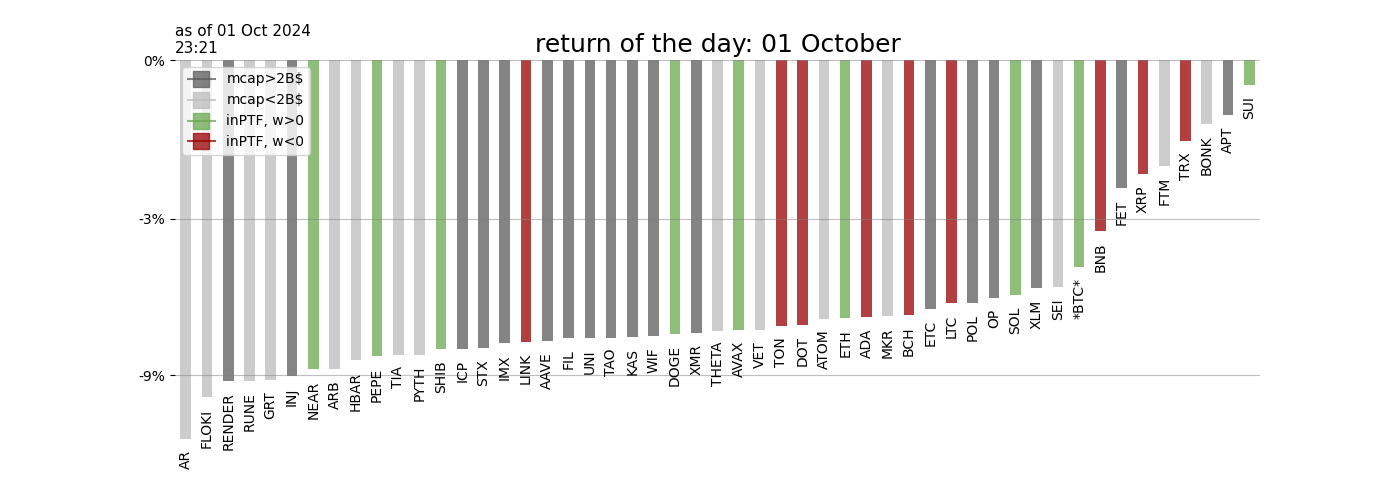 as of 01 Oct 2024
23:21
return of the day: 01 October
0%
-3%
-9%
mcap>2B$
mcap<2B$
inPTF, w>0
inPTF, w<0
AR
FLOKI
RENDER
RUNE
GRT
INJ
NEAR
ARB
HBAR
PEPE
TIA
PYTH
SHIB
ICP
STX
IMX
LINK
AAVE
FIL
UNI
TAO
KAS
WIF
DOGE
XMR
THETA
AVAX
VET
TON
DOT
ATOM
ETH
ADA
MKR
BCH
ETC
LTC
POL
OP
SOL
XLM
SEI
*BTC*
BNB
FET
XRP
FTM
TRX
BONK
APT
SUI